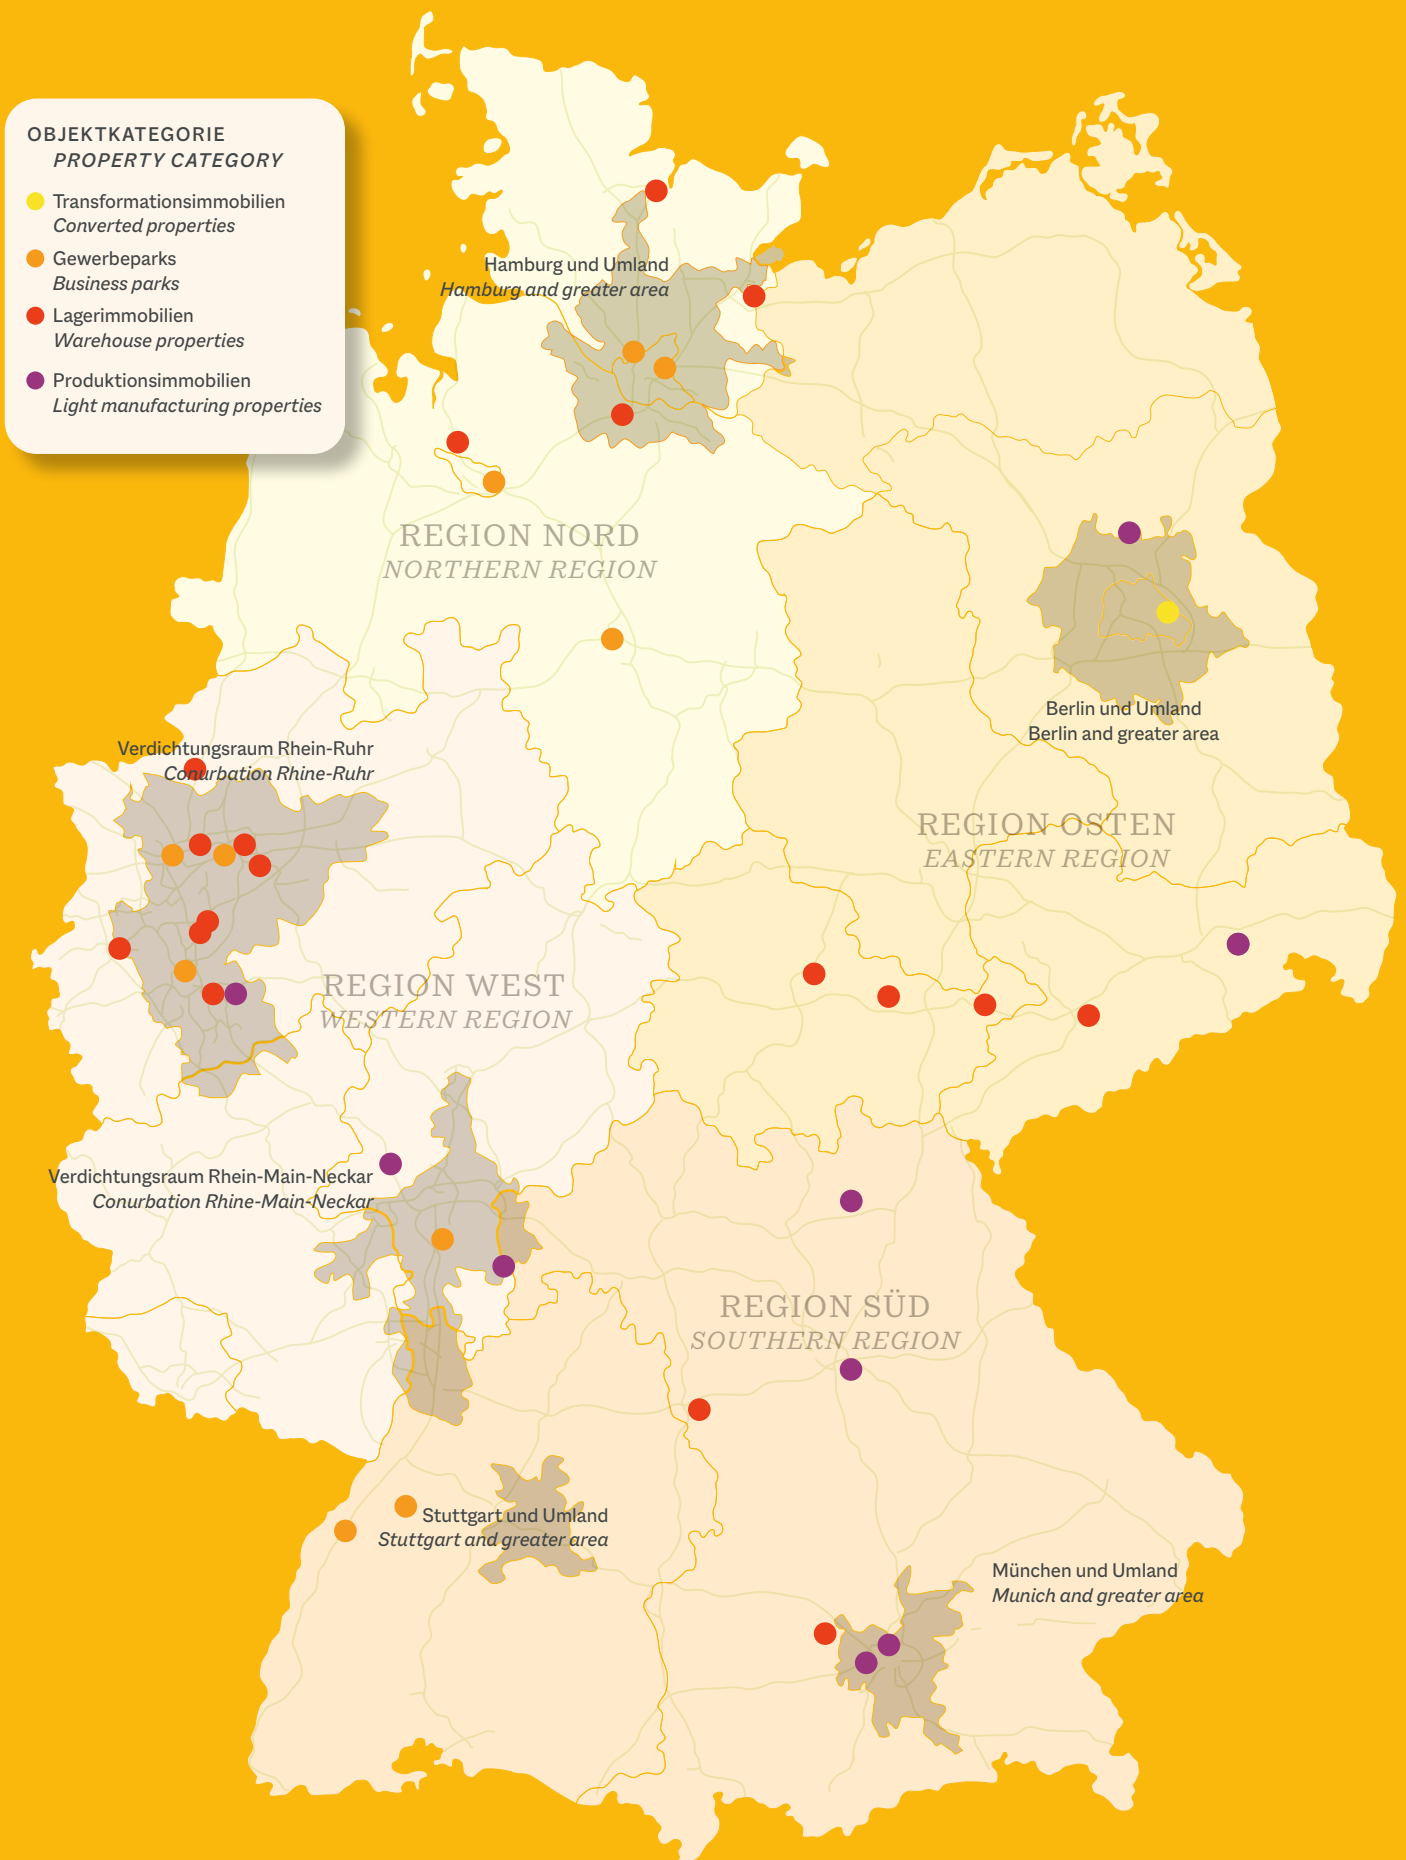 OBJEKTKATEGORIE
PROPERTY CATEGORY
Transformationsimmobilien
Converted properties
Gewerbeparks
Business parks
Lagerimmobilien
Warehouse properties
Produktionsimmobilien
Light manufacturing properties
Hamburg und Umland
Hamburg and greater area
REGION NORD
NORTHERN REGION
Berlin und Umland
Berlin and greater area
Verdichtungsraum Rhein-Ruhr
Conurbation Rhine-Ruhr
REGION OSTEN
EASTERN REGION
REGION WEST
WESTERN REGION
Verdichtungsraum Rhein-Main-Neckar
Conurbation Rhine-Main-Neckar
REGION SÜD
SOUTHERN REGION
Stuttgart und Umland
Stuttgart and greater area
München und Umland
Munich and greater area